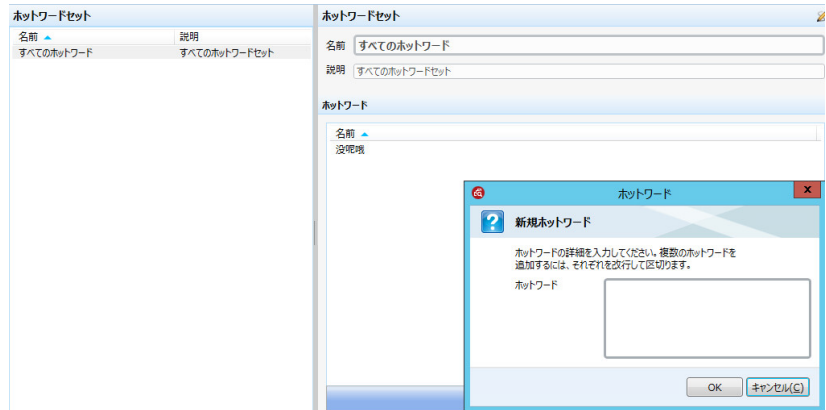 ホットワードセット
名前 説明
すべてのホットワード すべてのホットワードセット
ホットワードセット
名前 すべてのホットワード
説明 すべてのホットワードセット
ホットワード
名前
没呢哦
ホットワード
新規ホットワード
ホットワードの詳細を入力してください。複数のホットワードを
追加するには、それぞれを改行して区切ります。
ホットワード
OK キャンセル(C)